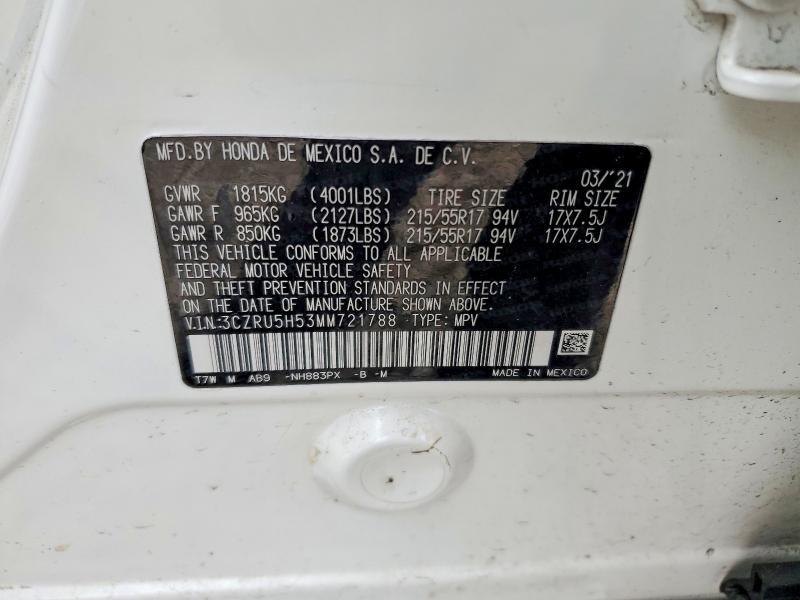 MFD.BY HONDA DE MEXICO S.A. DE C.V.
03/'21
GVWR 1815KG (4001LBS) TIRE SIZE RIM SIZE
GAWR F 965KG (2127LBS) 215/55R17 94V 17X7.5J
GAWR R 850KG (1873LBS) 215/55R17 94V 17X7.5J
THIS VEHICLE CONFORMS TO ALL APPLICABLE
FEDERAL MOTOR VEHICLE SAFETY
AND THEFT PREVENTION STANDARDS IN EFFECT
ON THE DATE OF MANUFACTURE SHOWN ABOVE.
V.I.N.:3CZRU5H53MM721788 TYPE: MPV
T7W M AB9 -NH883PX -B -M MADE IN MEXICO